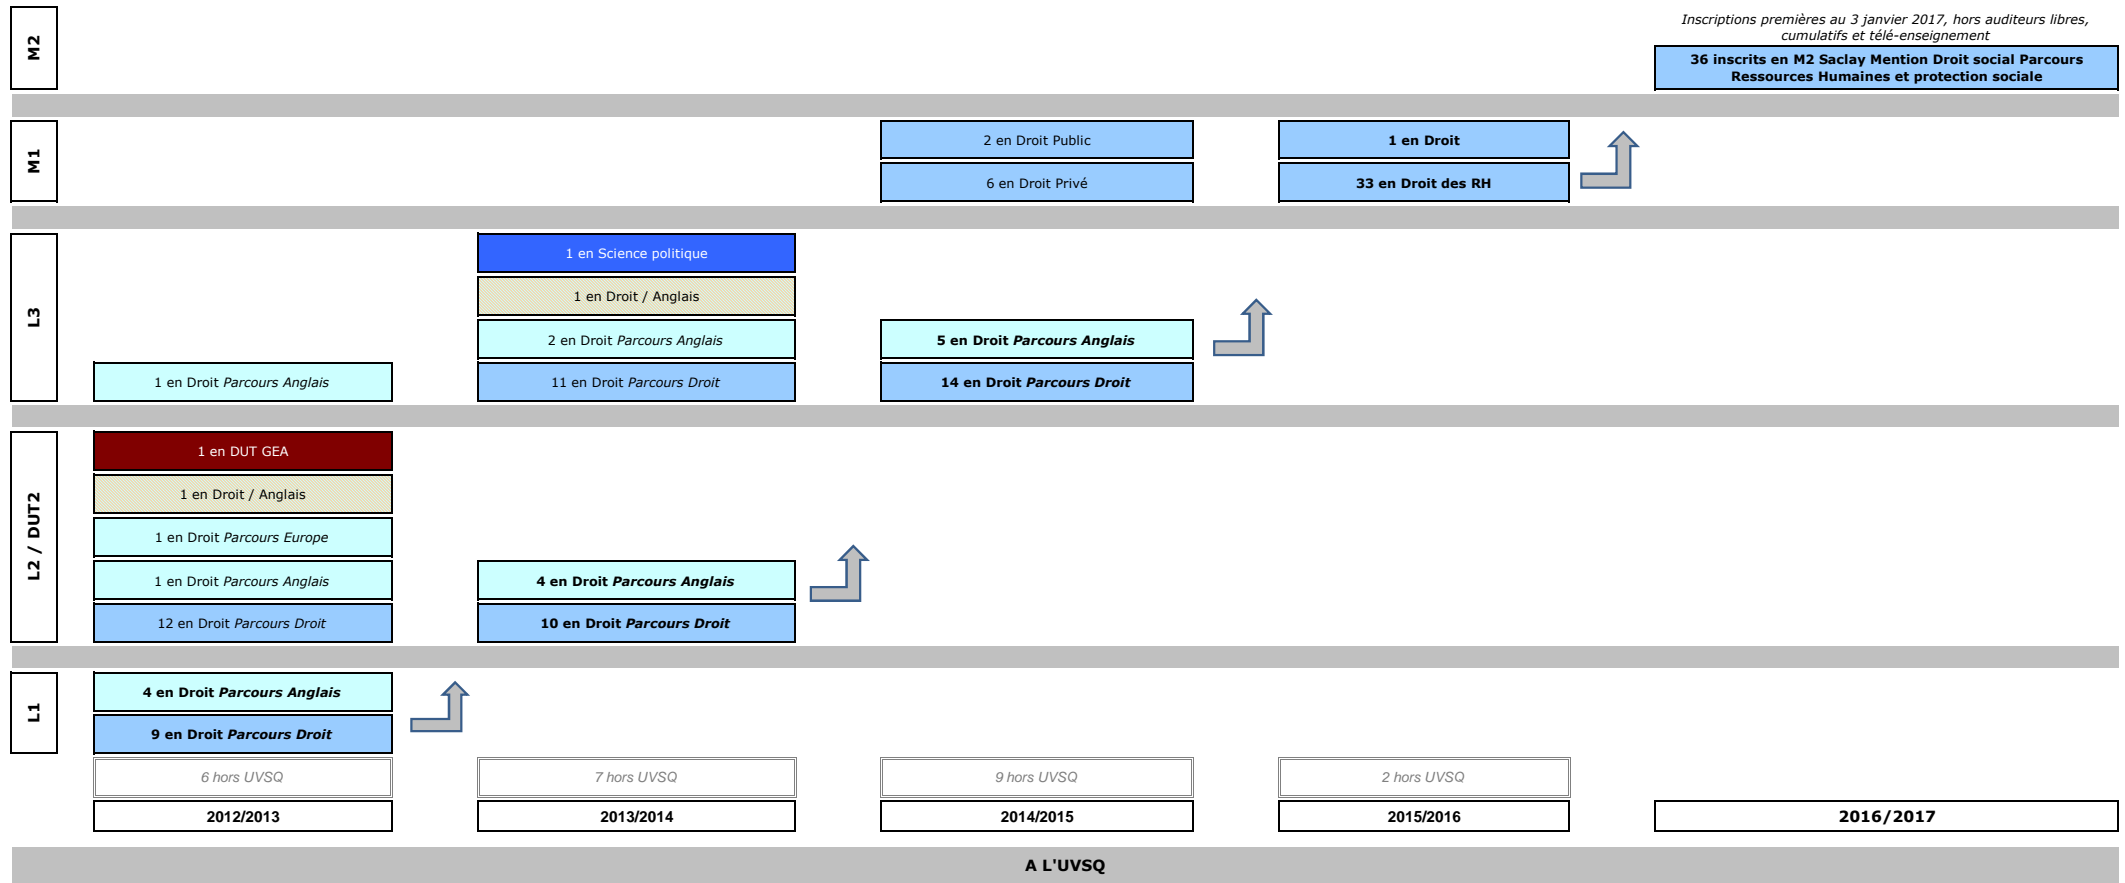 M2
Inscriptions premières au 3 janvier 2017, hors auditeurs libres,
cumulatifs et télé-enseignement
36 inscrits en M2 Saclay Mention Droit social Parcours
Ressources Humaines et protection sociale
M1
2 en Droit Public
1 en Droit
6 en Droit Privé
33 en Droit des RH
L3
1 en Science politique
1 en Droit / Anglais
2 en Droit Parcours Anglais
5 en Droit Parcours Anglais
1 en Droit Parcours Anglais
11 en Droit Parcours Droit
14 en Droit Parcours Droit
L2 / DUT2
1 en DUT GEA
1 en Droit / Anglais
1 en Droit Parcours Europe
1 en Droit Parcours Anglais
4 en Droit Parcours Anglais
12 en Droit Parcours Droit
10 en Droit Parcours Droit
L1
4 en Droit Parcours Anglais
9 en Droit Parcours Droit
6 hors UVSQ
7 hors UVSQ
9 hors UVSQ
2 hors UVSQ
2012/2013
2013/2014
2014/2015
2015/2016
2016/2017
A L'UVSQ